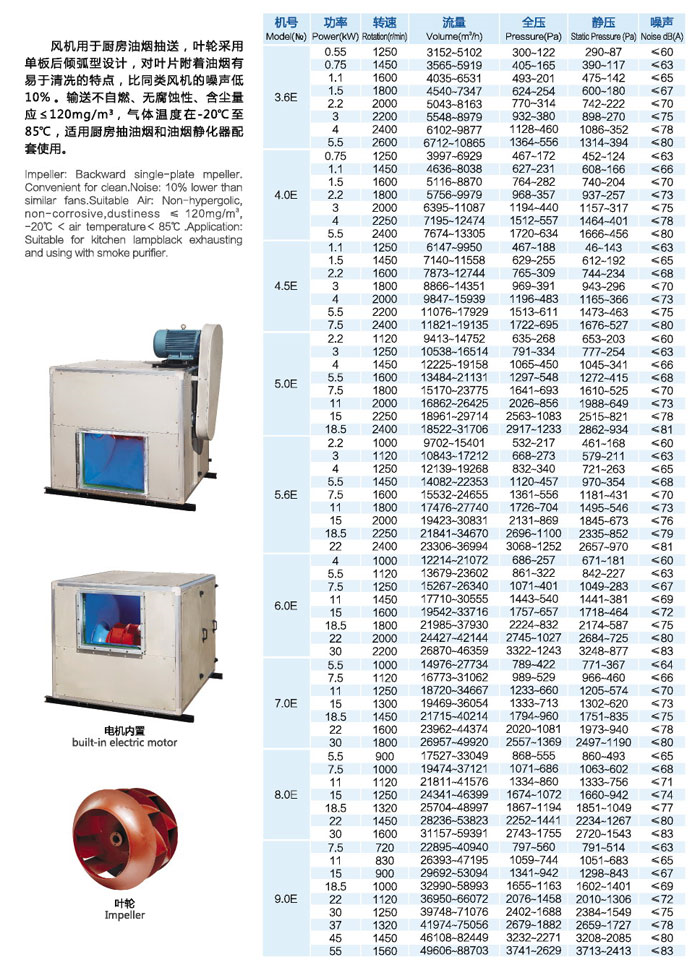 风机用于厨房油烟抽送，叶轮采用
单板后倾弧型设计，对叶片附着油烟有
易于清洗的特点，比同类风机的噪声低
10%。输送不自燃、无腐蚀性、含尘量
应≤120mg/m³，气体温度在-20℃至
85℃，适用厨房抽油烟和油烟静化器配
套使用。
Impeller: Backward single-plate mpeller.
Convenient for clean.Noise: 10% lower than
similar fans.Suitable Air: Non-hypergolic,
non-corrosive,dustiness ≤ 120mg/m³,
-20℃ < air temperature < 85℃ .Application:
Suitable for kitchen lampblack exhausting
and using with smoke purifier.
电机内置
built-in electric motor
叶轮
Impeller
机号 功率 转速 流量 全压 静压 噪声
Model(№) Power(kW) Rotation(r/min) Volume(m³/h) Pressure(Pa) Static Pressure (Pa) Noise dB(A)
3.6E
0.55 1250 3152~5102 300~122 290~87 ≤60
0.75 1450 3565~5919 405~165 390~117 ≤63
1.1 1600 4035~6531 493~201 475~142 ≤65
1.5 1800 4540~7347 624~254 600~180 ≤67
2.2 2000 5043~8163 770~314 742~222 ≤70
3 2200 5548~8979 932~380 898~270 ≤75
4 2400 6102~9877 1128~460 1086~352 ≤78
5.5 2600 6712~10865 1364~556 1314~394 ≤80
4.0E
0.75 1250 3997~6929 467~172 452~124 ≤63
1.1 1450 4636~8038 627~231 608~166 ≤66
1.5 1600 5116~8870 764~282 740~204 ≤70
2.2 1800 5756~9979 968~357 937~257 ≤73
3 2000 6395~11087 1194~440 1157~317 ≤75
4 2250 7195~12474 1512~557 1464~401 ≤78
5.5 2400 7674~13305 1720~634 1666~456 ≤80
4.5E
1.1 1250 6147~9950 467~188 46~143 ≤63
1.5 1450 7140~11558 629~255 612~192 ≤65
2.2 1600 7873~12744 765~309 744~234 ≤68
3 1800 8866~14351 969~391 943~296 ≤70
4 2000 9847~15939 1196~483 1165~366 ≤73
5.5 2200 11076~17929 1513~611 1473~463 ≤75
7.5 2400 11821~19135 1722~695 1676~527 ≤80
5.0E
2.2 1120 9413~14752 635~268 653~203 ≤60
3 1250 10538~16514 791~334 777~254 ≤63
4 1450 12225~19158 1065~450 1045~341 ≤66
5.5 1600 13484~21131 1297~548 1272~415 ≤68
7.5 1800 15170~23775 1641~693 1610~525 ≤70
11 2000 16862~26425 2026~856 1988~649 ≤73
15 2250 18961~29714 2563~1083 2515~821 ≤78
18.5 2400 18522~31706 2917~1233 2862~934 ≤81
5.6E
2.2 1000 9702~15401 532~217 461~168 ≤60
3 1120 10843~17212 668~273 579~211 ≤63
4 1250 12139~19268 832~340 721~263 ≤65
5.5 1450 14082~22353 1120~457 970~354 ≤68
7.5 1600 15532~24655 1361~556 1181~431 ≤70
11 1800 17476~27740 1726~704 1495~546 ≤73
15 2000 19423~30831 2131~869 1845~673 ≤76
18.5 2250 21841~34670 2696~1100 2335~852 ≤79
22 2400 23306~36994 3068~1252 2657~970 ≤81
6.0E
4 1000 12214~21072 686~257 671~181 ≤60
5.5 1120 13679~23602 861~322 842~227 ≤63
7.5 1250 15267~26340 1071~401 1049~283 ≤67
11 1450 17710~30555 1443~540 1441~381 ≤69
15 1600 19542~33716 1757~657 1718~464 ≤72
18.5 1800 21985~37930 2224~832 2174~587 ≤75
22 2000 24427~42144 2745~1027 2684~725 ≤80
30 2200 26870~46359 3322~1243 3248~877 ≤83
7.0E
5.5 1000 14976~27734 789~422 771~367 ≤64
7.5 1120 16773~31062 989~529 966~460 ≤66
11 1250 18720~34667 1233~660 1205~574 ≤70
15 1300 19469~36054 1333~713 1302~620 ≤73
18.5 1450 21715~40214 1794~960 1751~835 ≤75
22 1600 23962~44374 2020~1081 1973~940 ≤78
30 1800 26957~49920 2557~1369 2497~1190 ≤80
8.0E
5.5 900 17527~33049 868~555 860~493 ≤65
7.5 1000 19474~37121 1071~686 1063~602 ≤68
11 1120 21811~41576 1334~860 1333~756 ≤71
15 1250 24341~46399 1674~1072 1660~942 ≤74
18.5 1320 25704~48997 1867~1194 1851~1049 ≤77
22 1450 28236~53823 2252~1441 2234~1267 ≤80
30 1600 31157~59391 2743~1755 2720~1543 ≤83
9.0E
7.5 720 22895~40940 797~560 791~514 ≤63
11 830 26393~47195 1059~744 1051~683 ≤65
15 900 29692~53094 1341~942 1298~843 ≤67
18.5 1000 32990~58993 1655~1163 1602~1401 ≤69
22 1120 36950~66072 2076~1458 2010~1306 ≤72
30 1250 39748~71076 2402~1688 2384~1549 ≤75
37 1320 41974~75056 2679~1882 2659~1727 ≤78
45 1450 46108~82449 3232~2271 3208~2085 ≤80
55 1560 49606~88703 3741~2629 3713~2413 ≤83